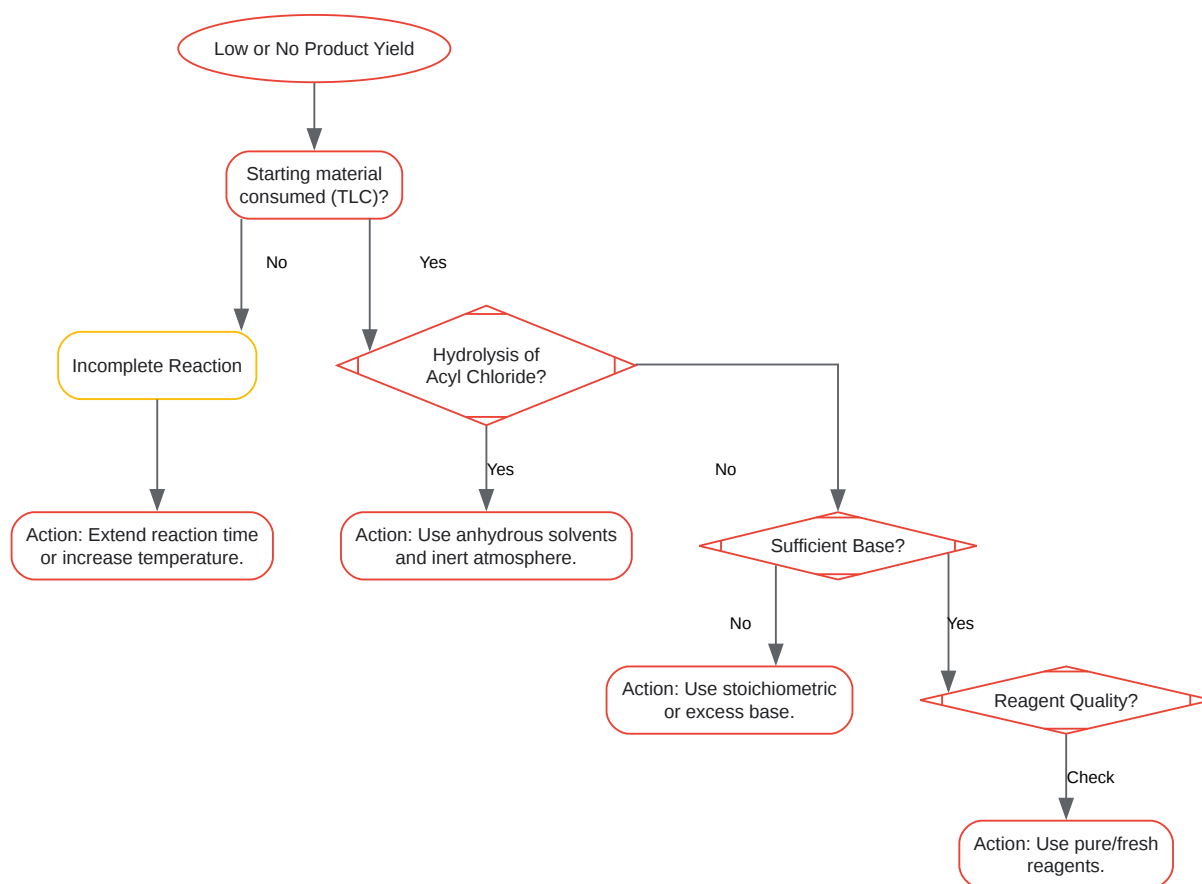 Low or No Product Yield
Starting material
consumed (TLC)?
No
Yes
Incomplete Reaction
Hydrolysis of
Acyl Chloride?
Yes
No
Action: Extend reaction time
or increase temperature.
Action: Use anhydrous solvents
and inert atmosphere.
Sufficient Base?
No
Yes
Action: Use stoichiometric
or excess base.
Reagent Quality?
Check
Action: Use pure/fresh
reagents.